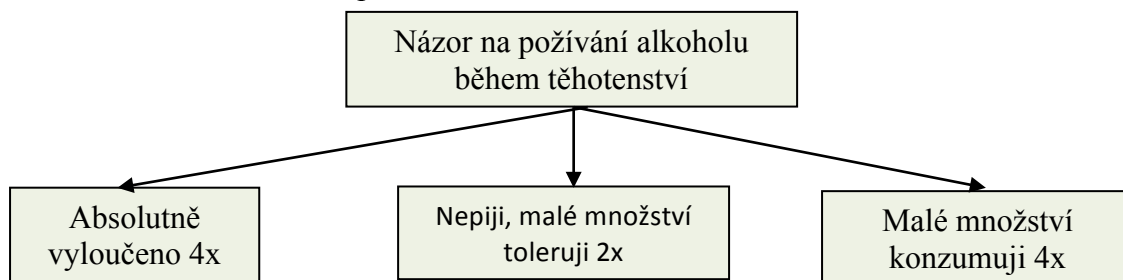 Názor na požívání alkoholu
během těhotenství
Absolutně
vyloučeno 4x
Nepiji, malé množství
toleruji 2x
Malé množství
konzumuji 4x